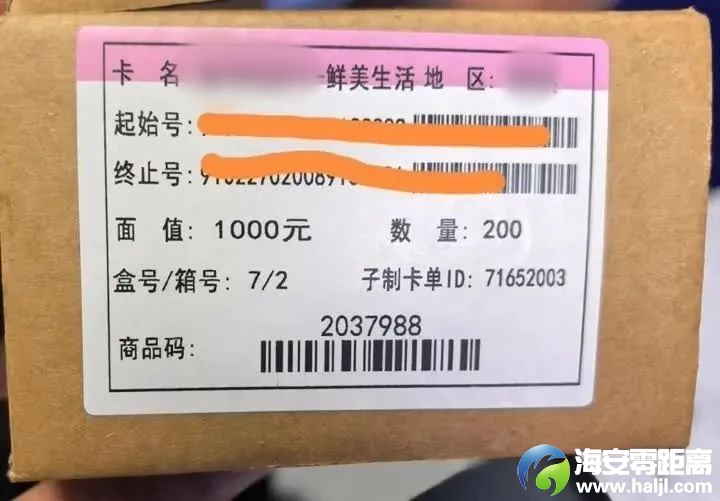 卡 名 鲜美生活 地 区:
起始号:
终止号:
面 值: 1000元 数 量: 200
盒号/箱号: 7/2 子制卡单ID: 71652003
2037988
商品码:
海安零距离
www.haljl.com